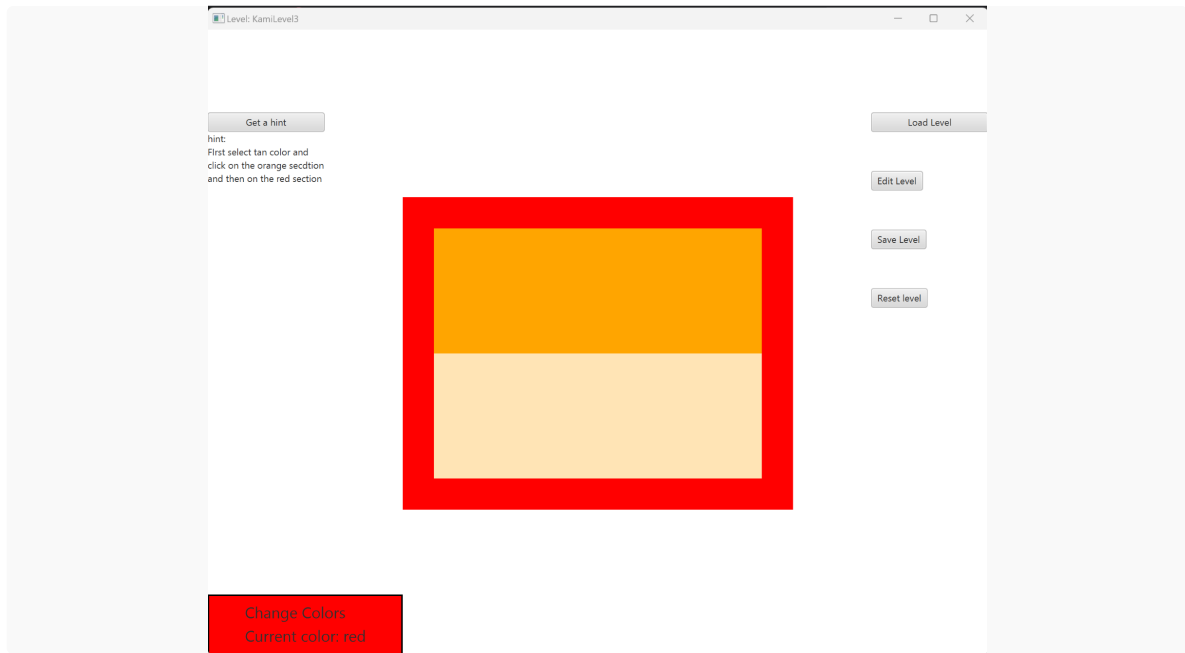 Level: KamiLevel3
Get a hint
hint:
FIrst select tan color and
click on the orange secdtion
and then on the red section
Load Level
Edit Level
Save Level
Reset level
Change Colors
Current color: red